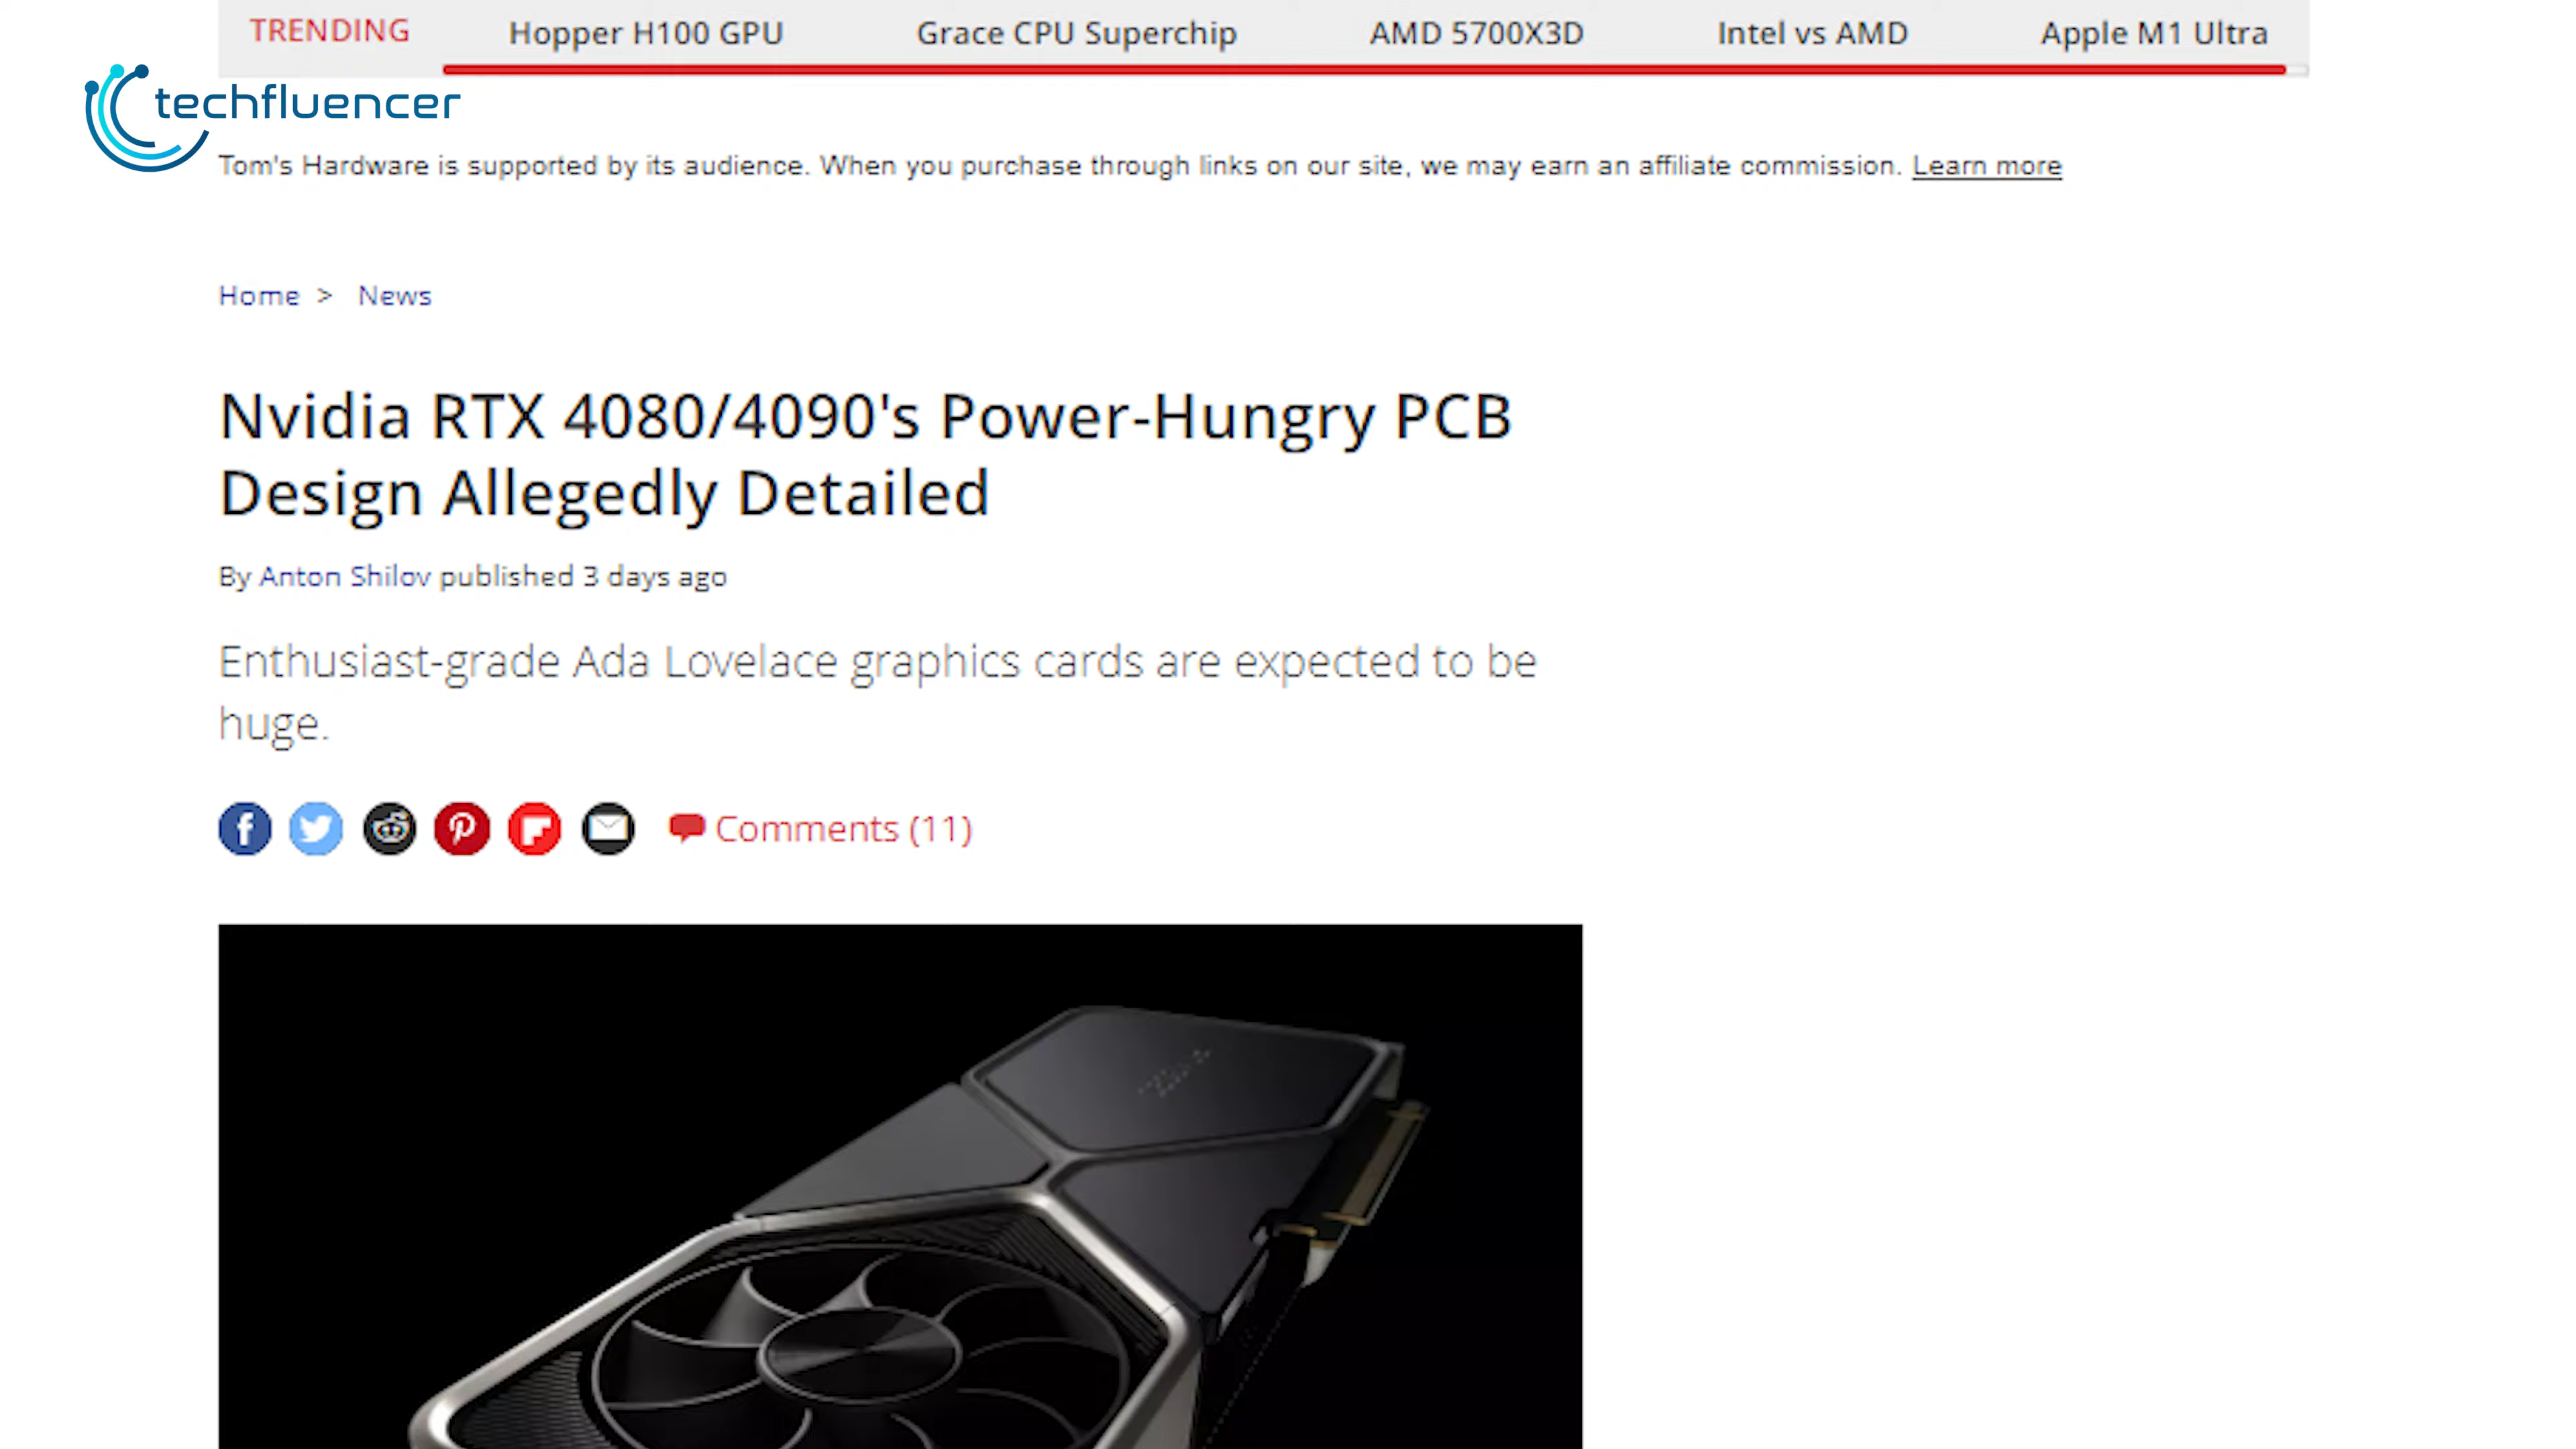 TRENDING Hopper H100 GPU Grace CPU Superchip AMD 5700X3D Intel vs AMD Apple M1 Ultra
techfluencer
Tom's Hardware is supported by its audience. When you purchase through links on our site, we may earn an affiliate commission. Learn more
Home > News
Nvidia RTX 4080/4090's Power-Hungry PCB
Design Allegedly Detailed
By Anton Shilov published 3 days ago
Enthusiast-grade Ada Lovelace graphics cards are expected to be
huge.
Comments (11)